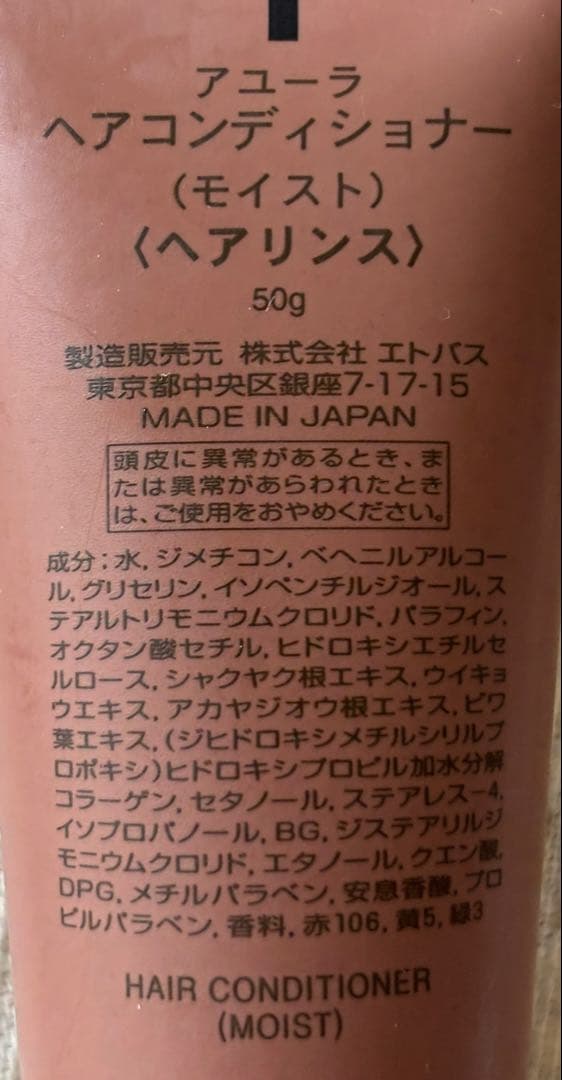 アユーラ
ヘアコンディショナー
(モイスト)
〈ヘアリンス〉
50g
製造販売元 株式会社 エトバス
東京都中央区銀座7-17-15
MADE IN JAPAN
頭皮に異常があるとき、ま
たは異常があらわれたとき
は、ご使用をおやめください。
成分:水, ジメチコン, ベヘニルアルコー
ル, グリセリン, イソペンチルジオール, ス
テアルトリモニウムクロリド, パラフィン,
オクタン酸セチル, ヒドロキシエチルセ
ルロース, シャクヤク根エキス, ウイキョ
ウエキス, アカヤジオウ根エキス, ビワ
葉エキス, (ジヒドロキシメチルシリルプ
ロポキシ)ヒドロキシプロピル加水分解
コラーゲン, セタノール, ステアレス-4,
イソプロパノール, BG, ジステアリルジ
モニウムクロリド, エタノール, クエン酸,
DPG, メチルパラベン, 安息香酸, プロ
ピルパラベン, 香料, 赤106, 黄5, 緑3
HAIR CONDITIONER
(MOIST)